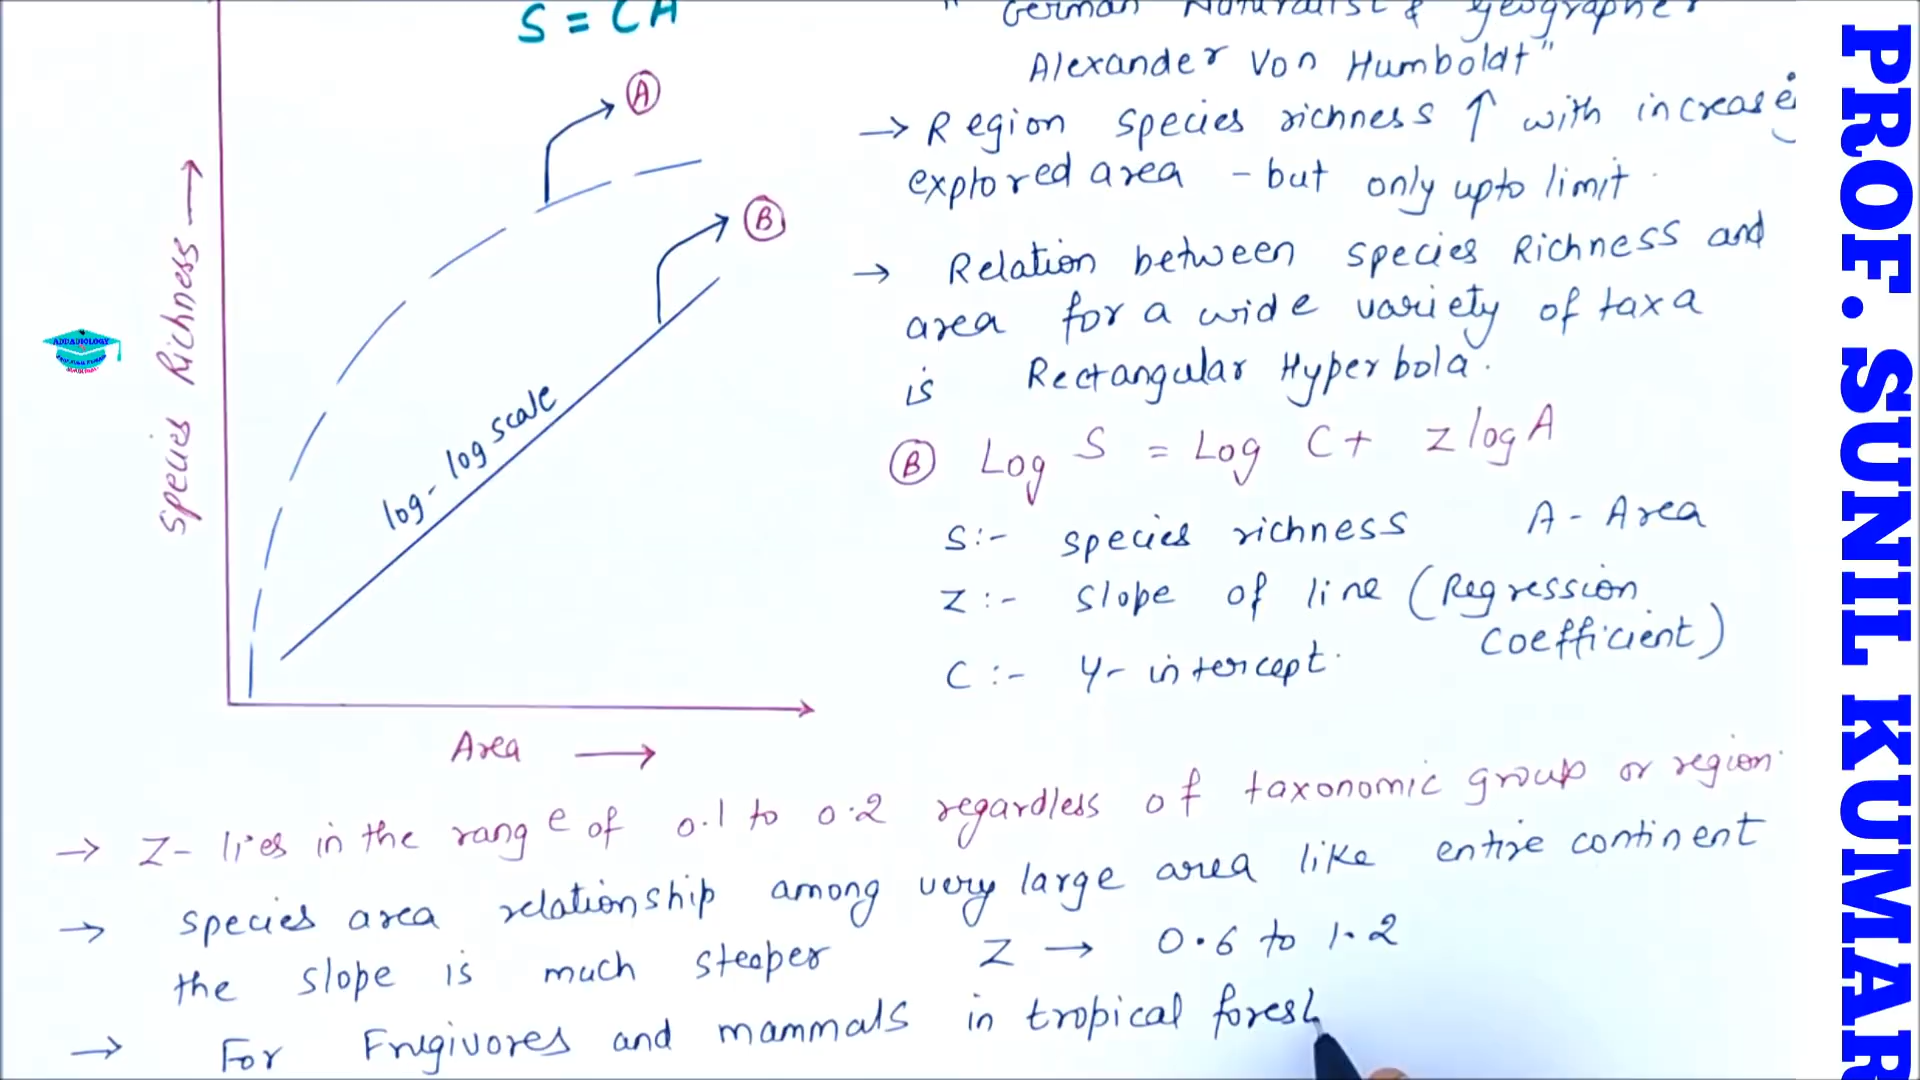 S = CA
German Naturalist & Geographer
Alexander Von Humboldt"
→ Region species richness ↑ with increase
explored area - but only upto limit.
→ Relation between species Richness and
area for a wide variety of taxa
is Rectangular Hyperbola.
(B) Log S = Log C + Z log A
S:- species richness A - Area
Z:- slope of line (Regression
coefficient)
C:- Y- intercept.
(A)
(B)
log-log scale
Species Richness →
Area →
→ Z- lies in the range of 0.1 to 0.2 regardless of taxonomic group or region.
→ species area relationship among very large area like entire continent
the slope is much steeper Z → 0.6 to 1.2
→ For Frugivores and mammals in tropical forest
ADDABIOLOGY
PROF. SUNIL KUMAR